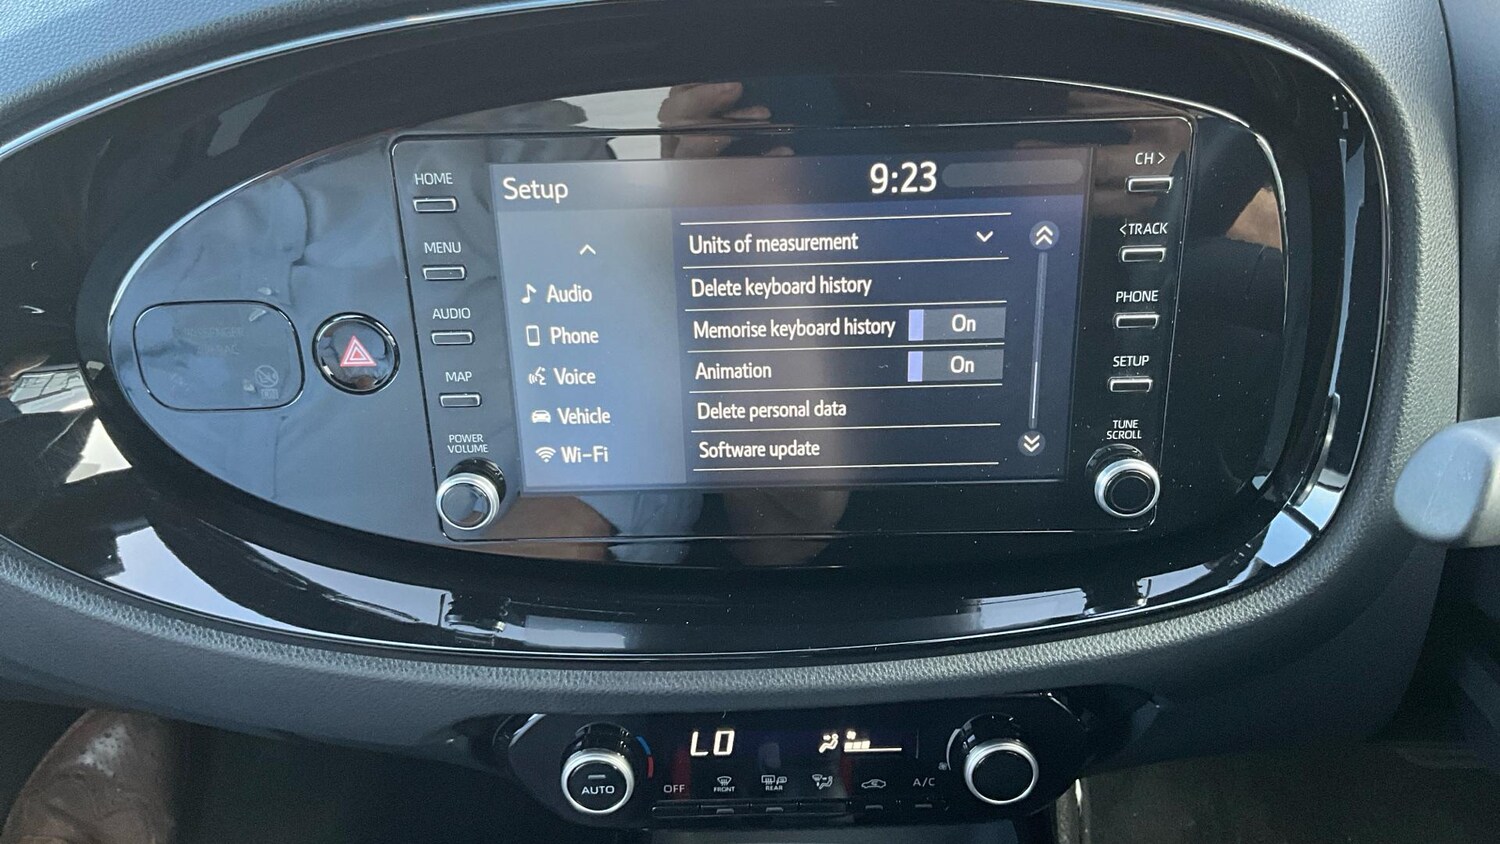 HOME
MENU
AUDIO
MAP
POWER
VOLUME
Setup
9:23
Audio
Phone
Voice
Vehicle
Wi-Fi
Units of measurement
Delete keyboard history
Memorise keyboard history On
Animation On
Delete personal data
Software update
CH >
< TRACK
PHONE
SETUP
TUNE
SCROLL
PASSENGER
LO
AUTO
OFF
FRONT
REAR
A/C